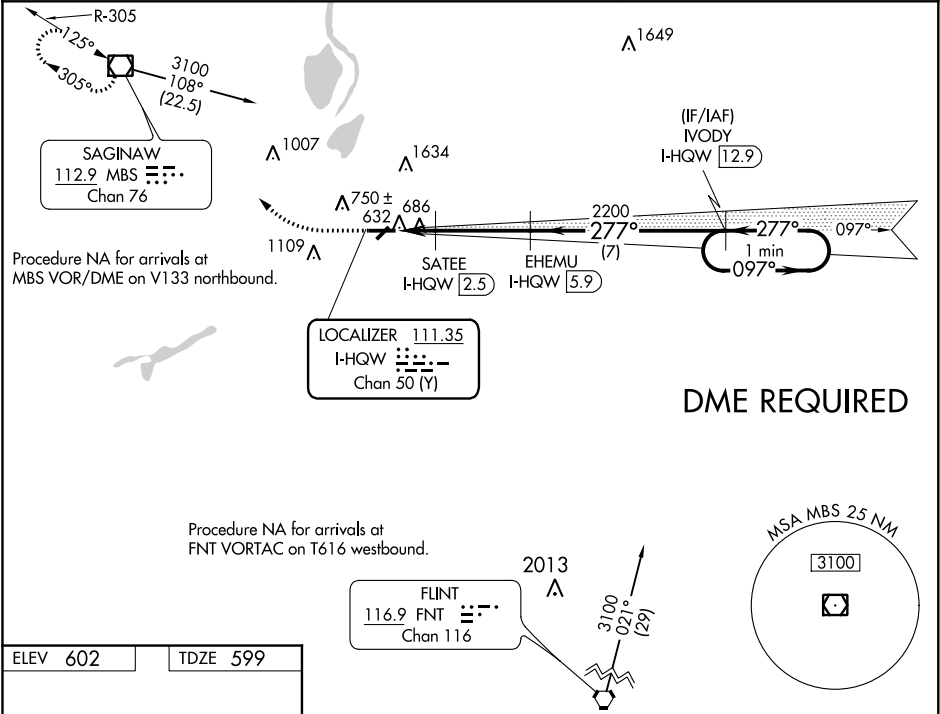 R-305
125°
305°
3100
108°
(22.5)
1649
SAGINAW
112.9 MBS
Chan 76
1007
1634
(IF/IAF)
IVODY
I-HQW 12.9
750 ±
632
686
1109
2200
277°
(7)
277°
097°
1 min
097°
SATEE
I-HQW 2.5
EHEMU
I-HQW 5.9
Procedure NA for arrivals at
MBS VOR/DME on V133 northbound.
LOCALIZER 111.35
I-HQW
Chan 50 (Y)
DME REQUIRED
Procedure NA for arrivals at
FNT VORTAC on T616 westbound.
2013
FLINT
116.9 FNT
Chan 116
3100
021°
(29)
MSA MBS 25 NM
3100
ELEV 602
TDZE 599